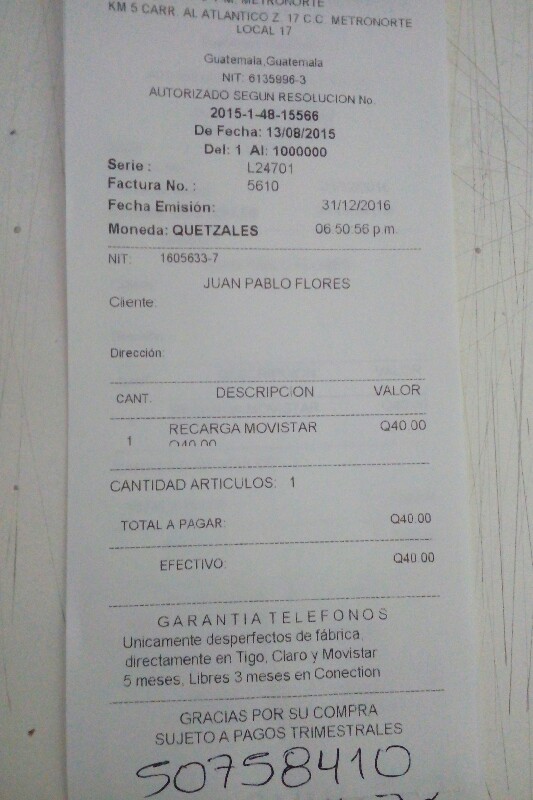 METRONORTE
KM 5 CARR. AL ATLANTICO Z. 17 C.C. METRONORTE
LOCAL 17
Guatemala,Guatemala
NIT: 6135996-3
AUTORIZADO SEGUN RESOLUCION No.
2015-1-48-15566
De Fecha: 13/08/2015
Del: 1 Al: 1000000
Serie : L24701
Factura No. : 5610
Fecha Emisión: 31/12/2016
Moneda: QUETZALES 06:50:56 p.m.
NIT: 1605633-7
JUAN PABLO FLORES
Cliente:
Dirección:
CANT. DESCRIPCION VALOR
1 RECARGA MOVISTAR Q40.00
Q40.00
CANTIDAD ARTICULOS: 1
TOTAL A PAGAR: Q40.00
EFECTIVO: Q40.00
GARANTIA TELEFONOS
Unicamente desperfectos de fábrica,
directamente en Tigo, Claro y Movistar
5 meses, Libres 3 meses en Conection
GRACIAS POR SU COMPRA
SUJETO A PAGOS TRIMESTRALES
50758410